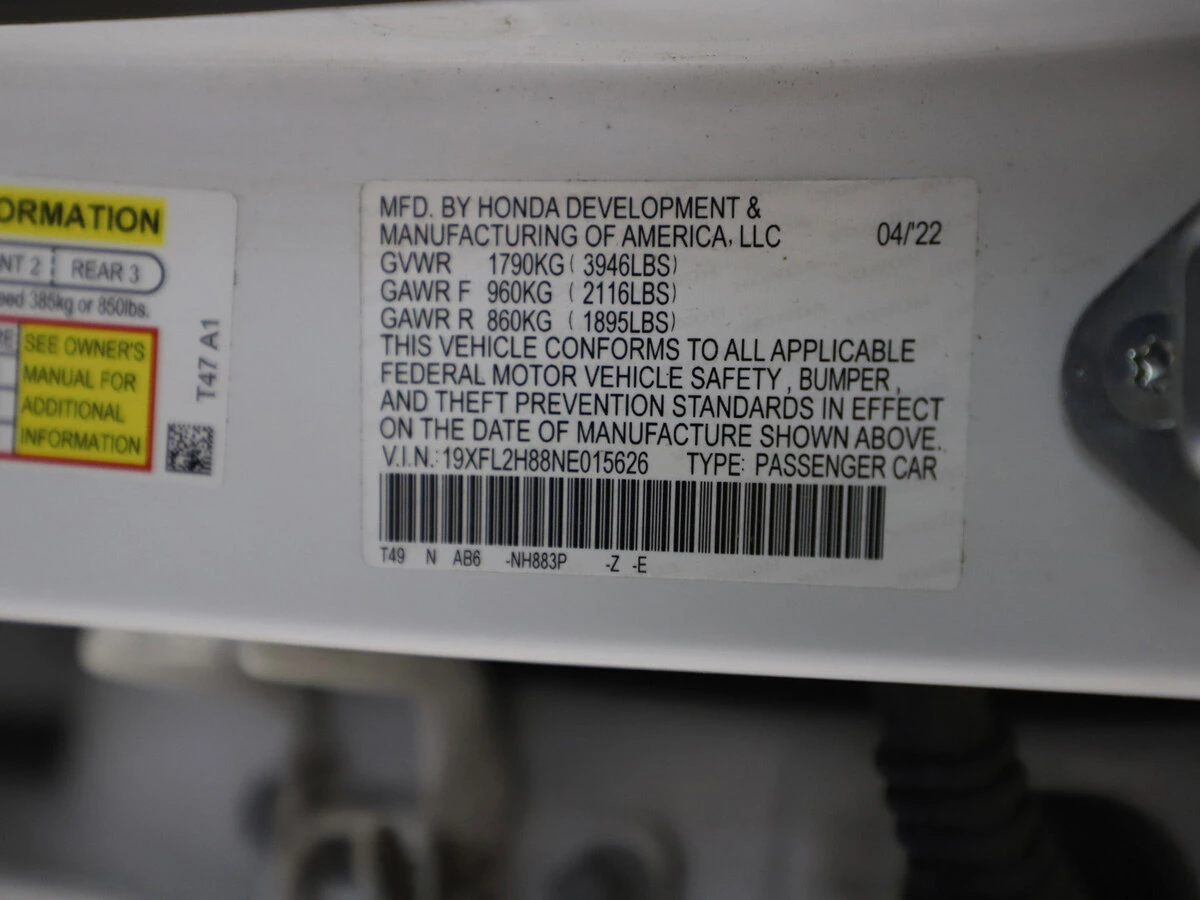 ORMATION
NT 2 REAR 3
eed 385kg or 850lbs.
RE
SEE OWNER'S
MANUAL FOR
ADDITIONAL
INFORMATION
T47 A1
MFD. BY HONDA DEVELOPMENT &
MANUFACTURING OF AMERICA, LLC 04/'22
GVWR 1790KG ( 3946LBS)
GAWR F 960KG ( 2116LBS)
GAWR R 860KG ( 1895LBS)
THIS VEHICLE CONFORMS TO ALL APPLICABLE
FEDERAL MOTOR VEHICLE SAFETY , BUMPER ,
AND THEFT PREVENTION STANDARDS IN EFFECT
ON THE DATE OF MANUFACTURE SHOWN ABOVE.
V.I.N.: 19XFL2H88NE015626 TYPE: PASSENGER CAR
T49 N AB6 -NH883P -Z -E